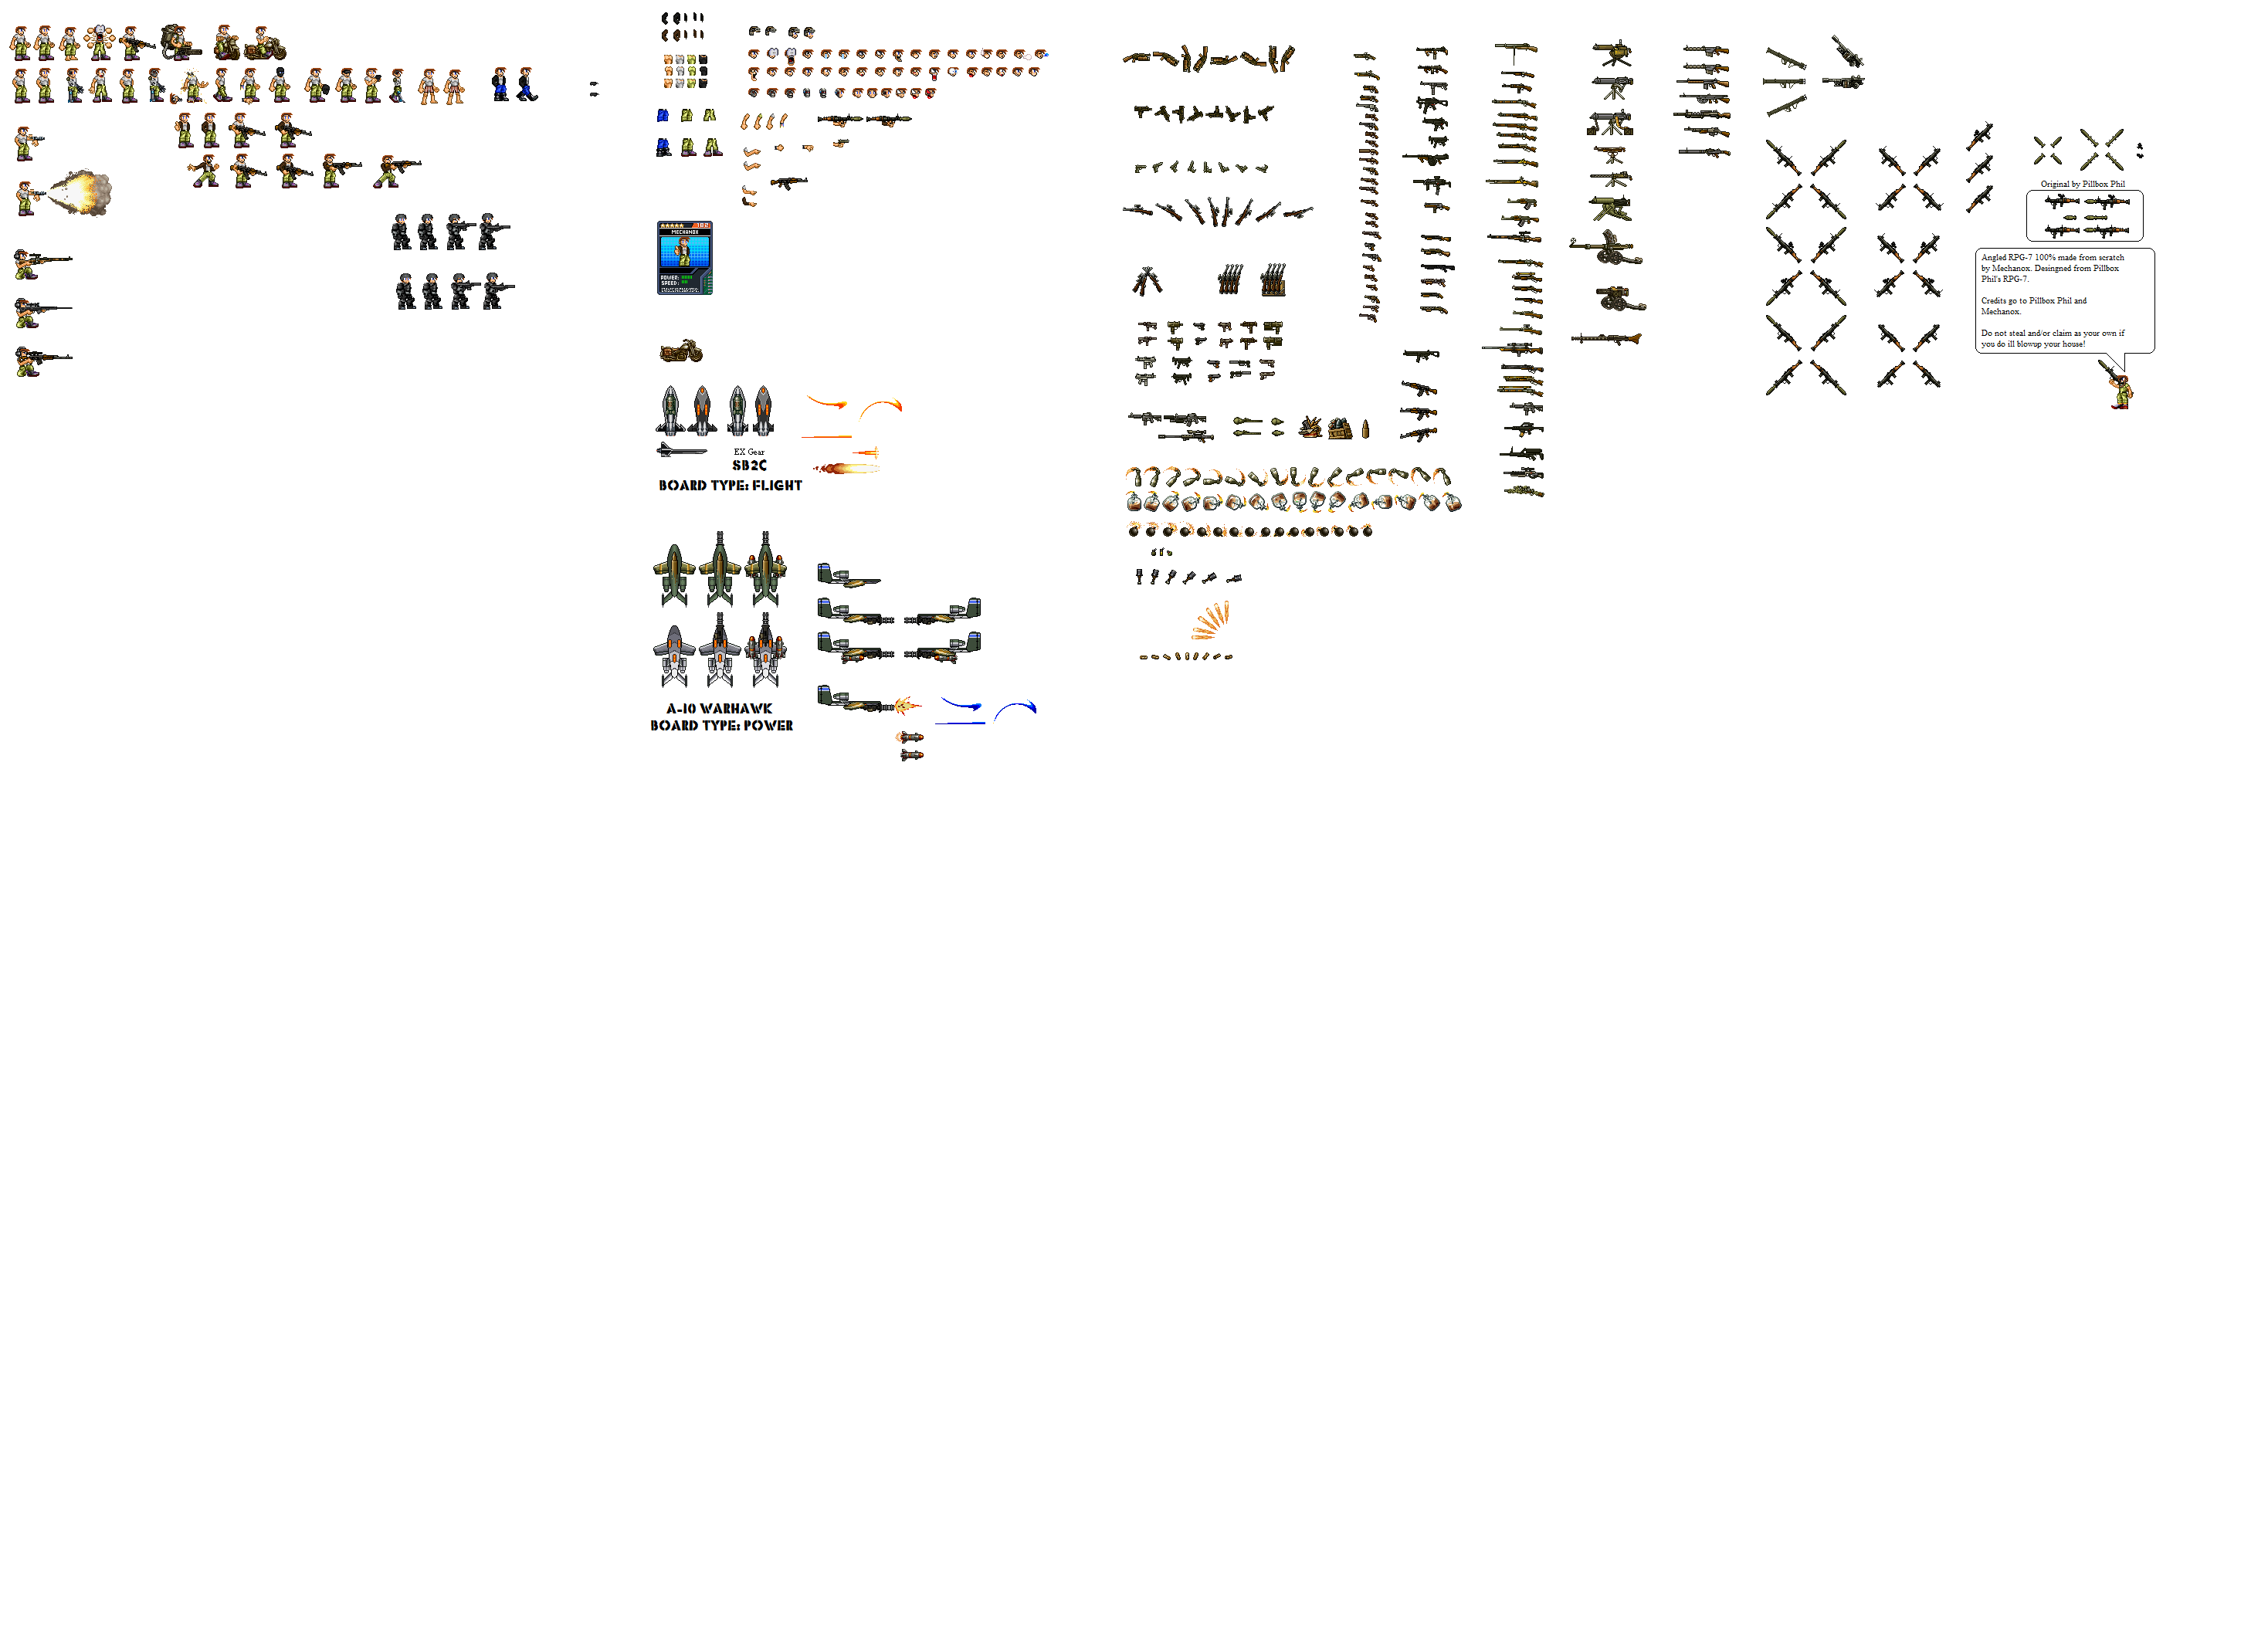 MECHANOX
POWER:
SPEED:
EX Gear
SB2C
BOARD TYPE: FLIGHT
A-10 WARHAWK
BOARD TYPE: POWER
Original by Pillbox Phil
Angled RPG-7 100% made from scratch
by Mechanox. Desingned from Pillbox
Phil's RPG-7.
Credits go to Pillbox Phil and
Mechanox.
Do not steal and/or claim as your own if
you do ill blowup your house!